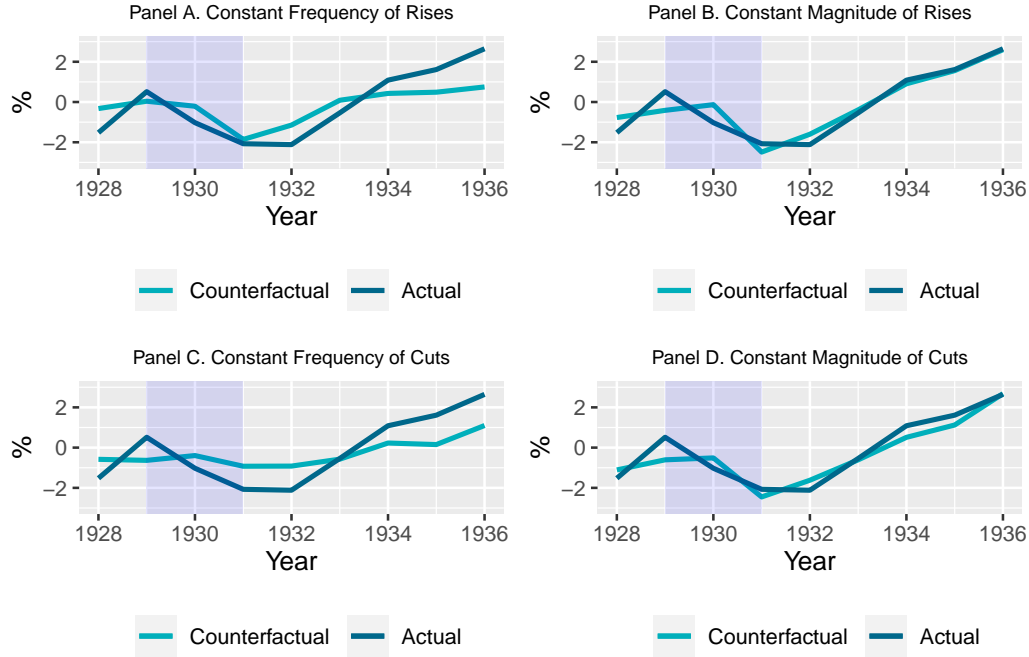 Panel A. Constant Frequency of Rises
Panel B. Constant Magnitude of Rises
%
2
0
−2
1928 1930 1932 1934 1936
Year
%
2
0
−2
1928 1930 1932 1934 1936
Year
Counterfactual Actual
Counterfactual Actual
Panel C. Constant Frequency of Cuts
Panel D. Constant Magnitude of Cuts
%
2
0
−2
1928 1930 1932 1934 1936
Year
%
2
0
−2
1928 1930 1932 1934 1936
Year
Counterfactual Actual
Counterfactual Actual